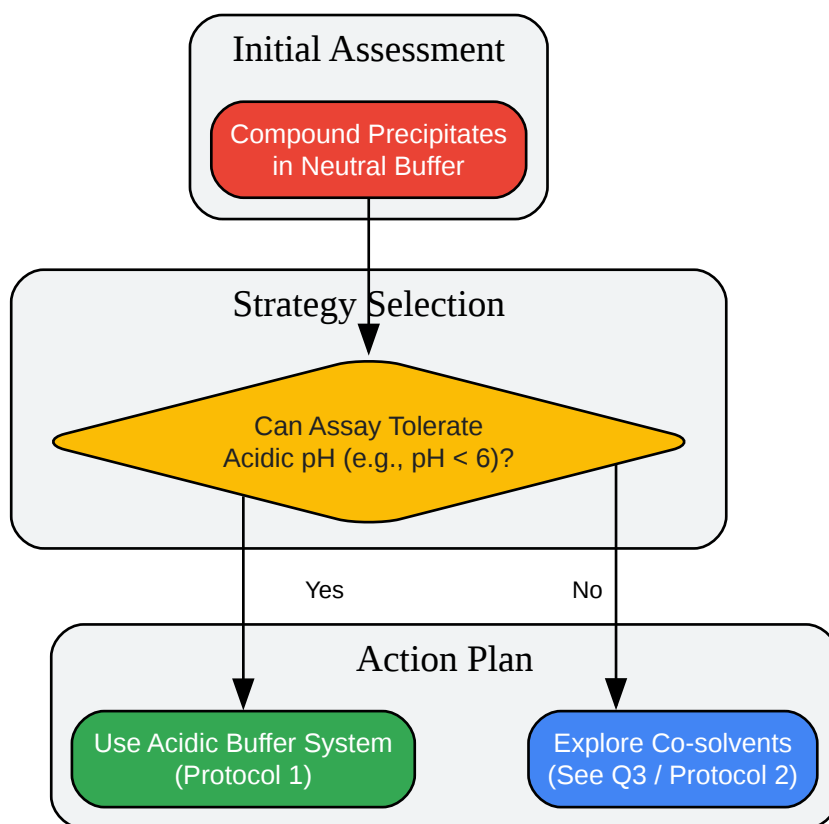 Initial Assessment
Compound Precipitates
in Neutral Buffer
Strategy Selection
Can Assay Tolerate
Acidic pH (e.g., pH < 6)?
Yes
No
Action Plan
Use Acidic Buffer System
(Protocol 1)
Explore Co-solvents
(See Q3 / Protocol 2)